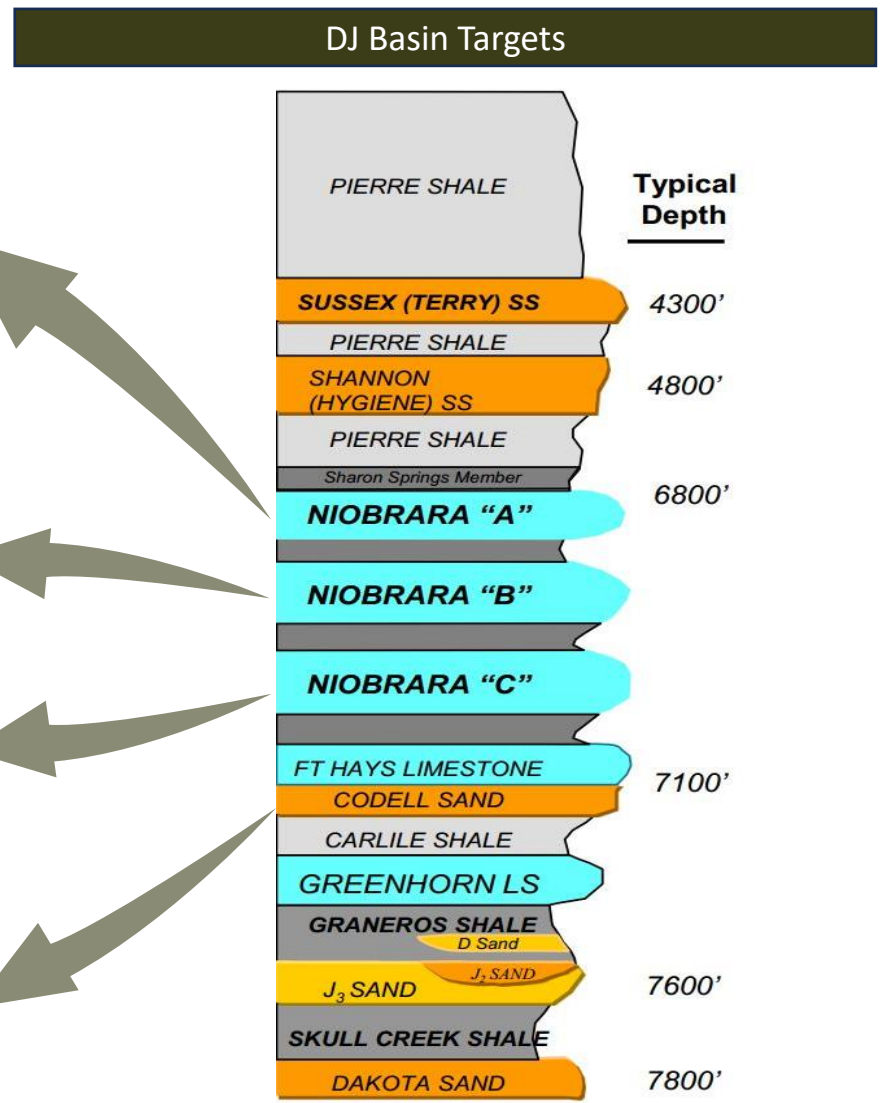 DJ Basin Targets
PIERRE SHALE
Typical
Depth
SUSSEX (TERRY) SS
4300’
PIERRE SHALE
SHANNON
(HYGIENE) SS
4800’
PIERRE SHALE
Sharon Springs Member
6800’
NIOBRARA “A”
NIOBRARA “B”
NIOBRARA “C”
FT HAYS LIMESTONE
7100’
CODELL SAND
CARLILE SHALE
GREENHORN LS
GRANEROS SHALE
D Sand
J₂ SAND
J₃ SAND
7600’
SKULL CREEK SHALE
DAKOTA SAND
7800’